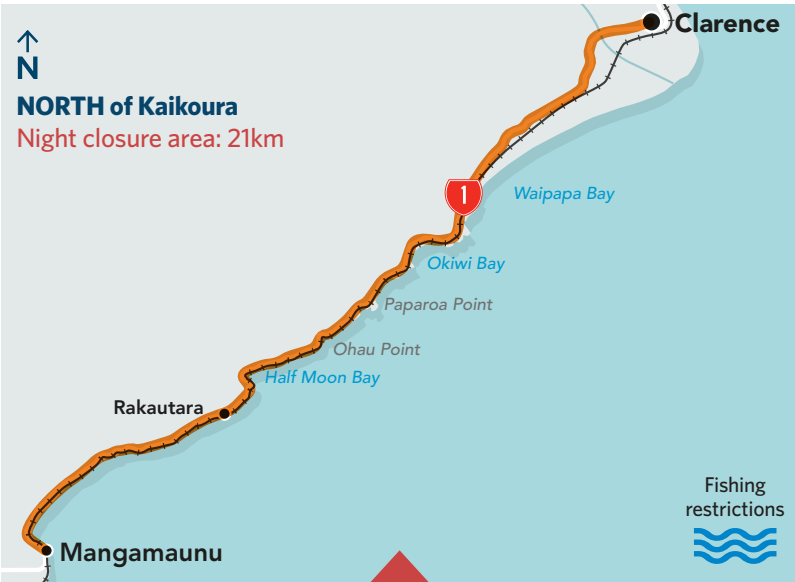 Clarence
N
NORTH of Kaikoura
Night closure area: 21km
1
Waipapa Bay
Okiwi Bay
Paparoa Point
Ohau Point
Half Moon Bay
Rakautara
Fishing
restrictions
Mangamaunu